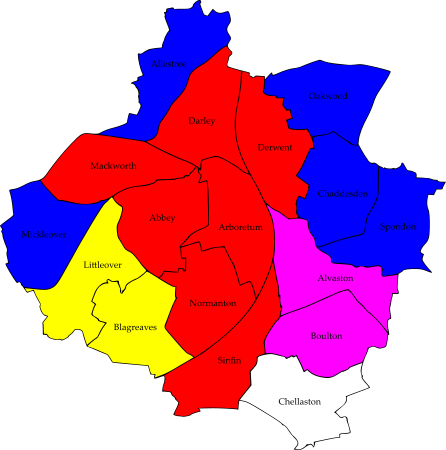 Allestree
Oakwood
Darley
Derwent
Mackworth
Chaddesden
Abbey
Arboretum
Spondon
Mickleover
Littleover
Alvaston
Normanton
Blagreaves
Boulton
Sinfin
Chellaston